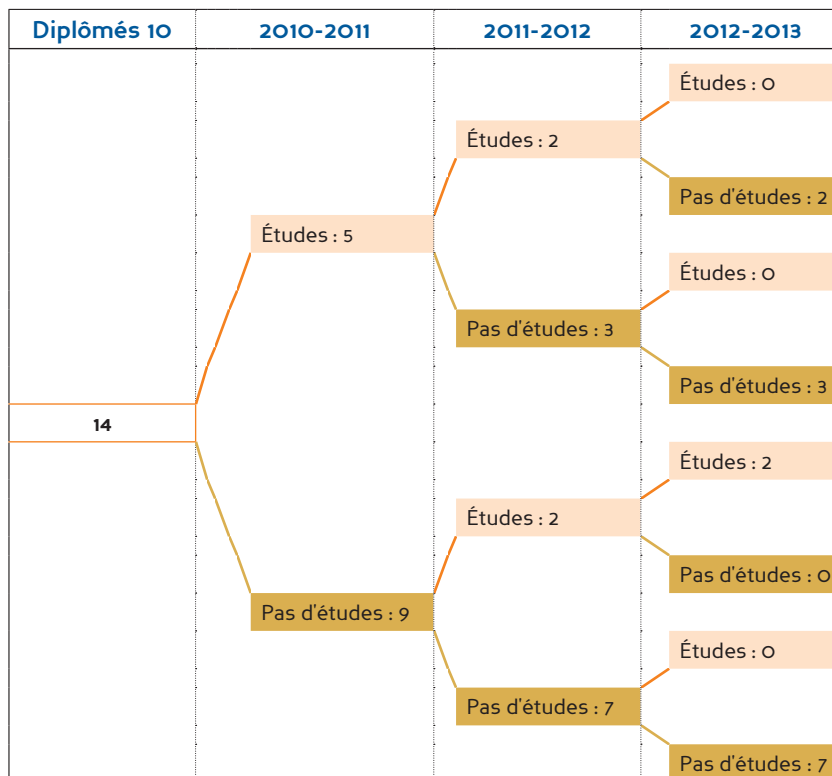 Diplômés 10 2010-2011 2011-2012 2012-2013
Études : 0
Études : 2
Pas d'études : 2
Études : 5
Études : 0
Pas d'études : 3
Pas d'études : 3
14
Études : 2
Études : 2
Pas d'études : 0
Pas d'études : 9
Études : 0
Pas d'études : 7
Pas d'études : 7